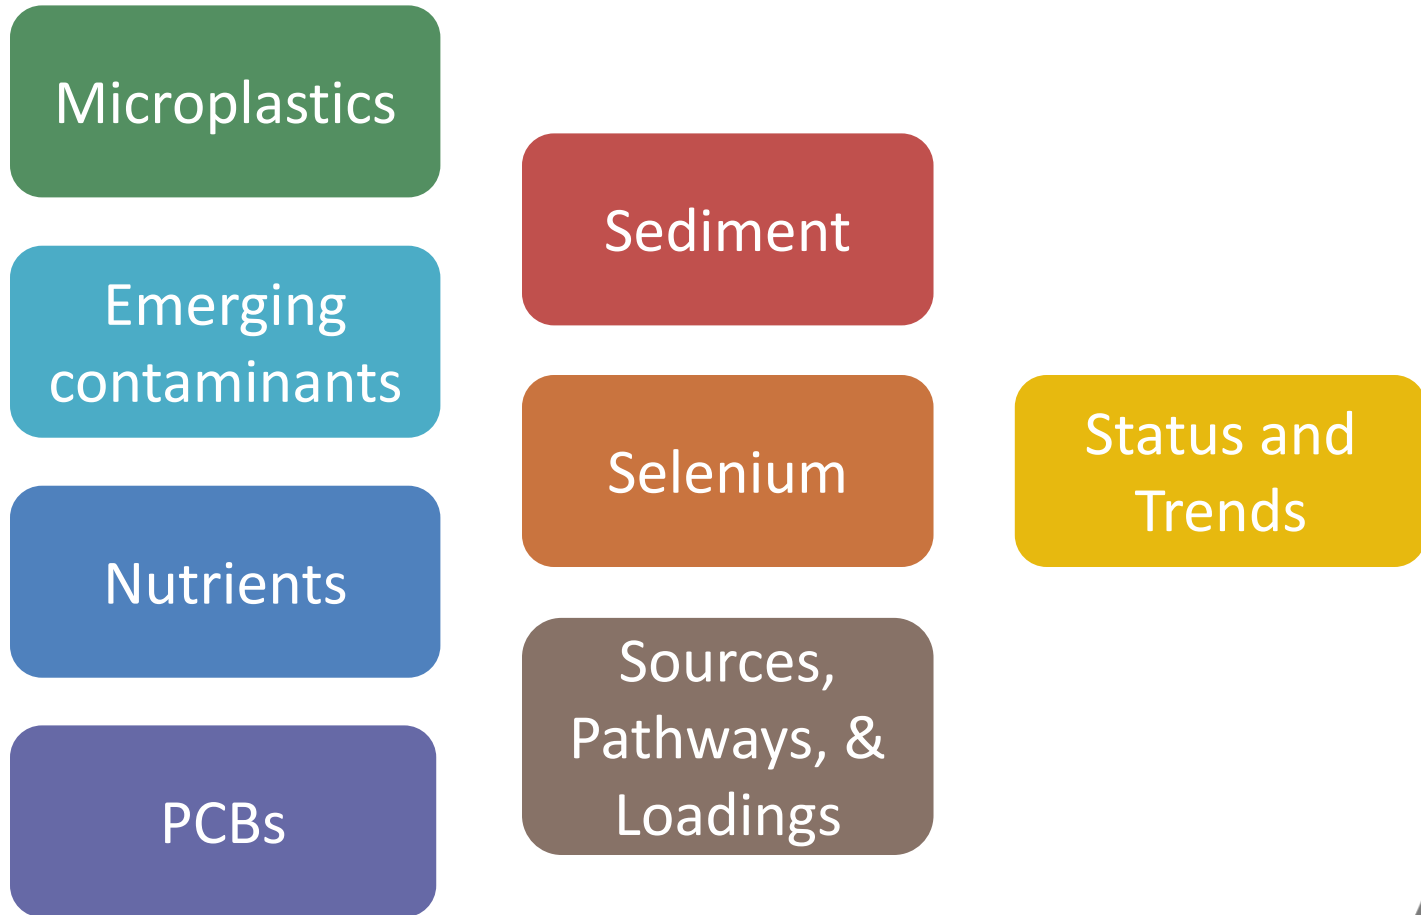 Microplastics
Emerging
contaminants
Nutrients
PCBs
Sediment
Selenium
Sources,
Pathways, &
Loadings
Status and
Trends